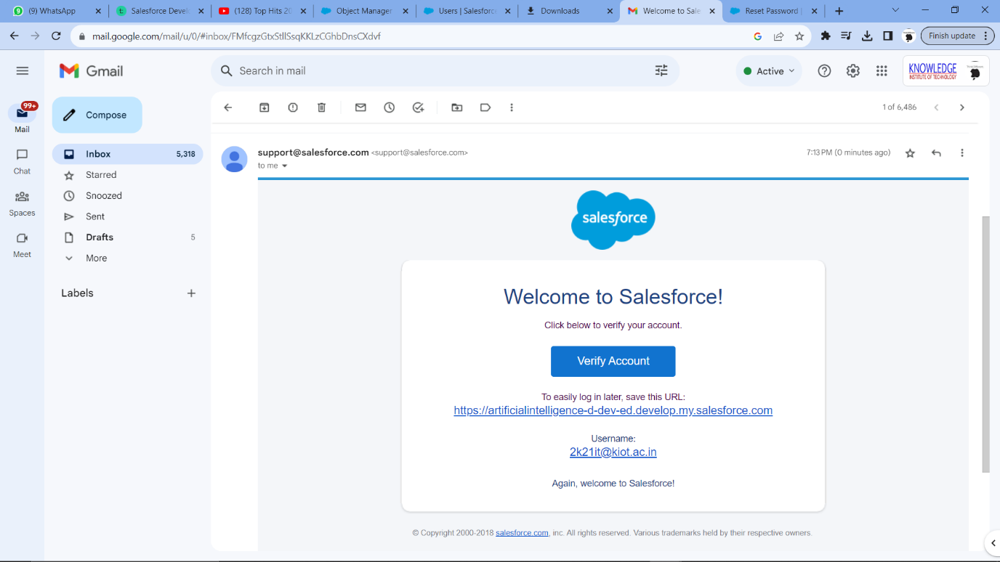 (9) WhatsApp
Salesforce Devel
(128) Top Hits 20
Object Manager
Users | Salesforc
Downloads
Welcome to Sale
Reset Password |
mail.google.com/mail/u/0/#inbox/FMfcgzGtxStllSsqKKLzCGhbDnsCXdvf
Finish update
Gmail
Search in mail
Active
KNOWLEDGE
INSTITUTE OF TECHNOLOGY
99+
Mail
Chat
Spaces
Meet
Compose
Inbox 5,318
Starred
Snoozed
Sent
Drafts 5
More
Labels
1 of 6,486
support@salesforce.com <support@salesforce.com>
7:13 PM (0 minutes ago)
to me
salesforce
Welcome to Salesforce!
Click below to verify your account.
Verify Account
To easily log in later, save this URL:
https://artificialintelligence-d-dev-ed.develop.my.salesforce.com
Username:
2k21it@kiot.ac.in
Again, welcome to Salesforce!
© Copyright 2000-2018 salesforce.com, inc. All rights reserved. Various trademarks held by their respective owners.